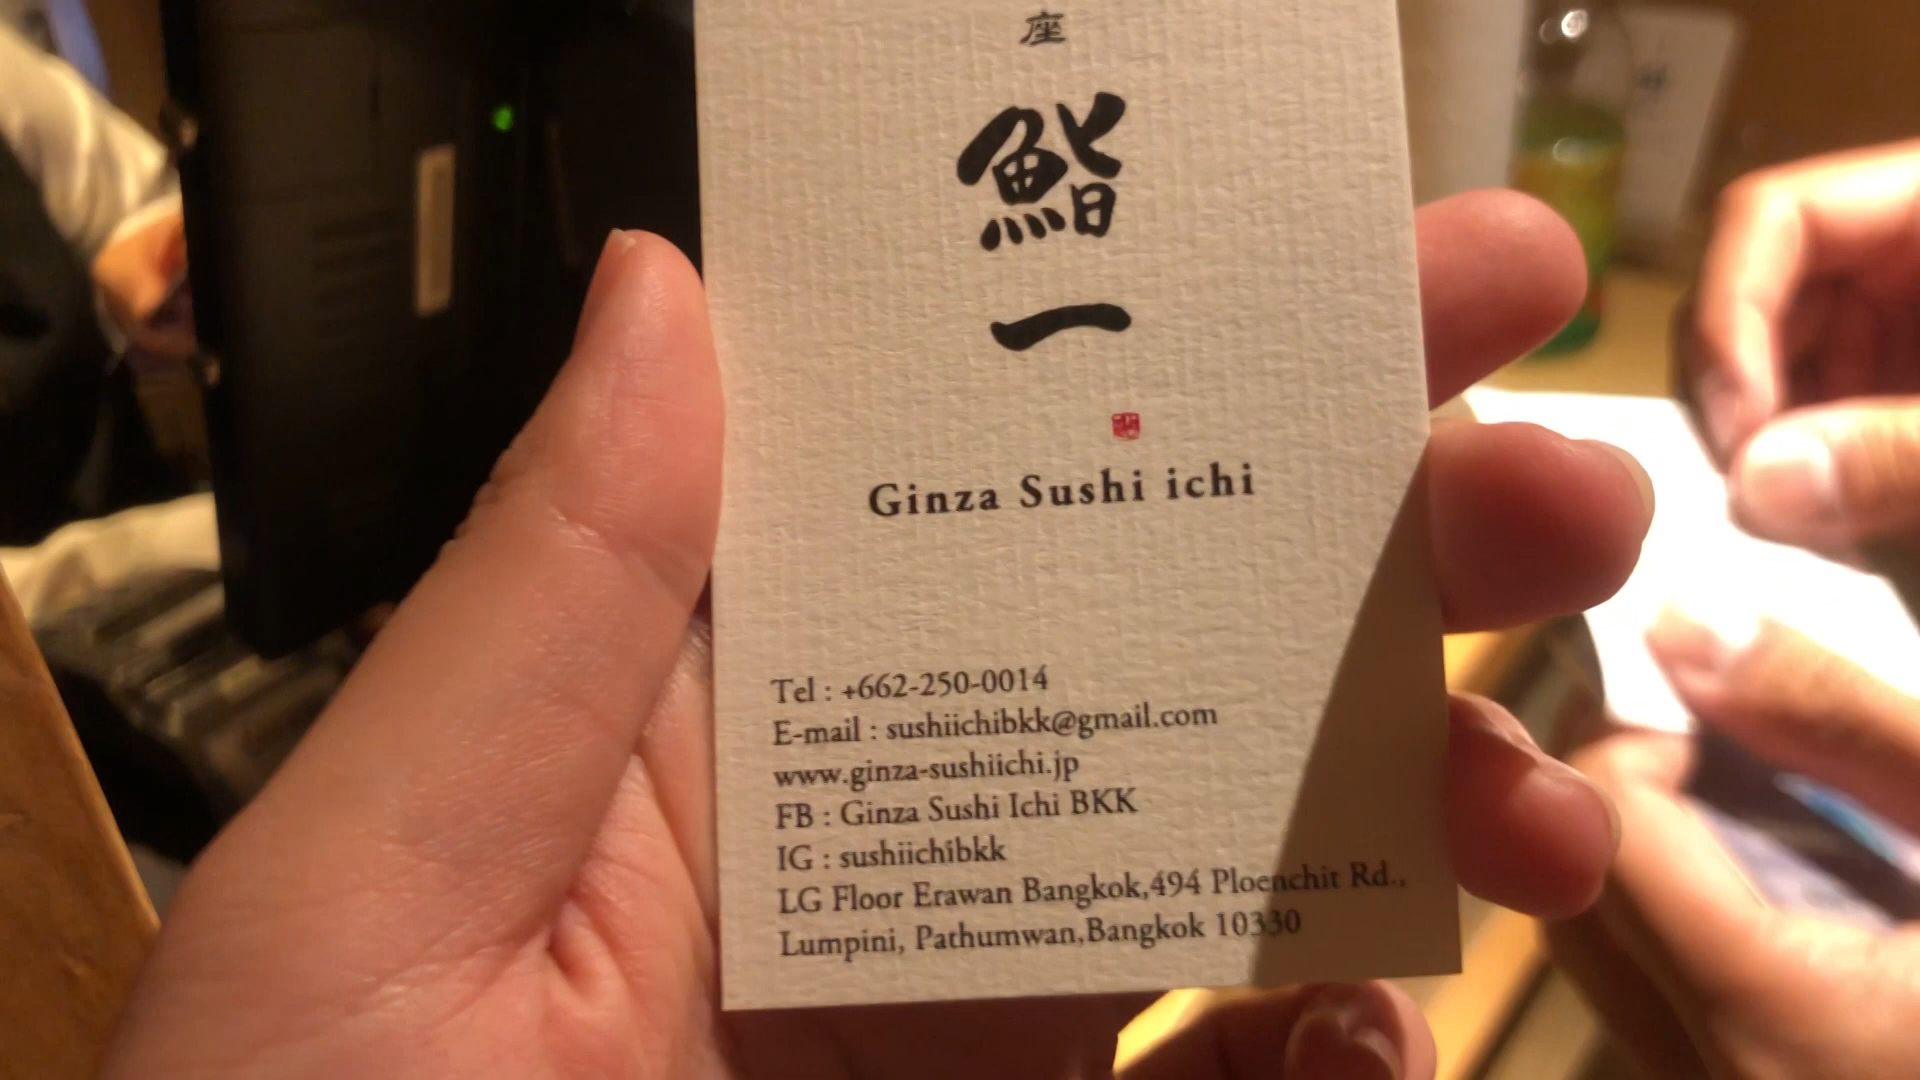 座
鮨
一
Ginza Sushi ichi
Tel : +662-250-0014
E-mail : sushiichibkk@gmail.com
www.ginza-sushiichi.jp
FB : Ginza Sushi Ichi BKK
IG : sushiichibkk
LG Floor Erawan Bangkok,494 Ploenchit Rd.,
Lumpini, Pathumwan,Bangkok 10330